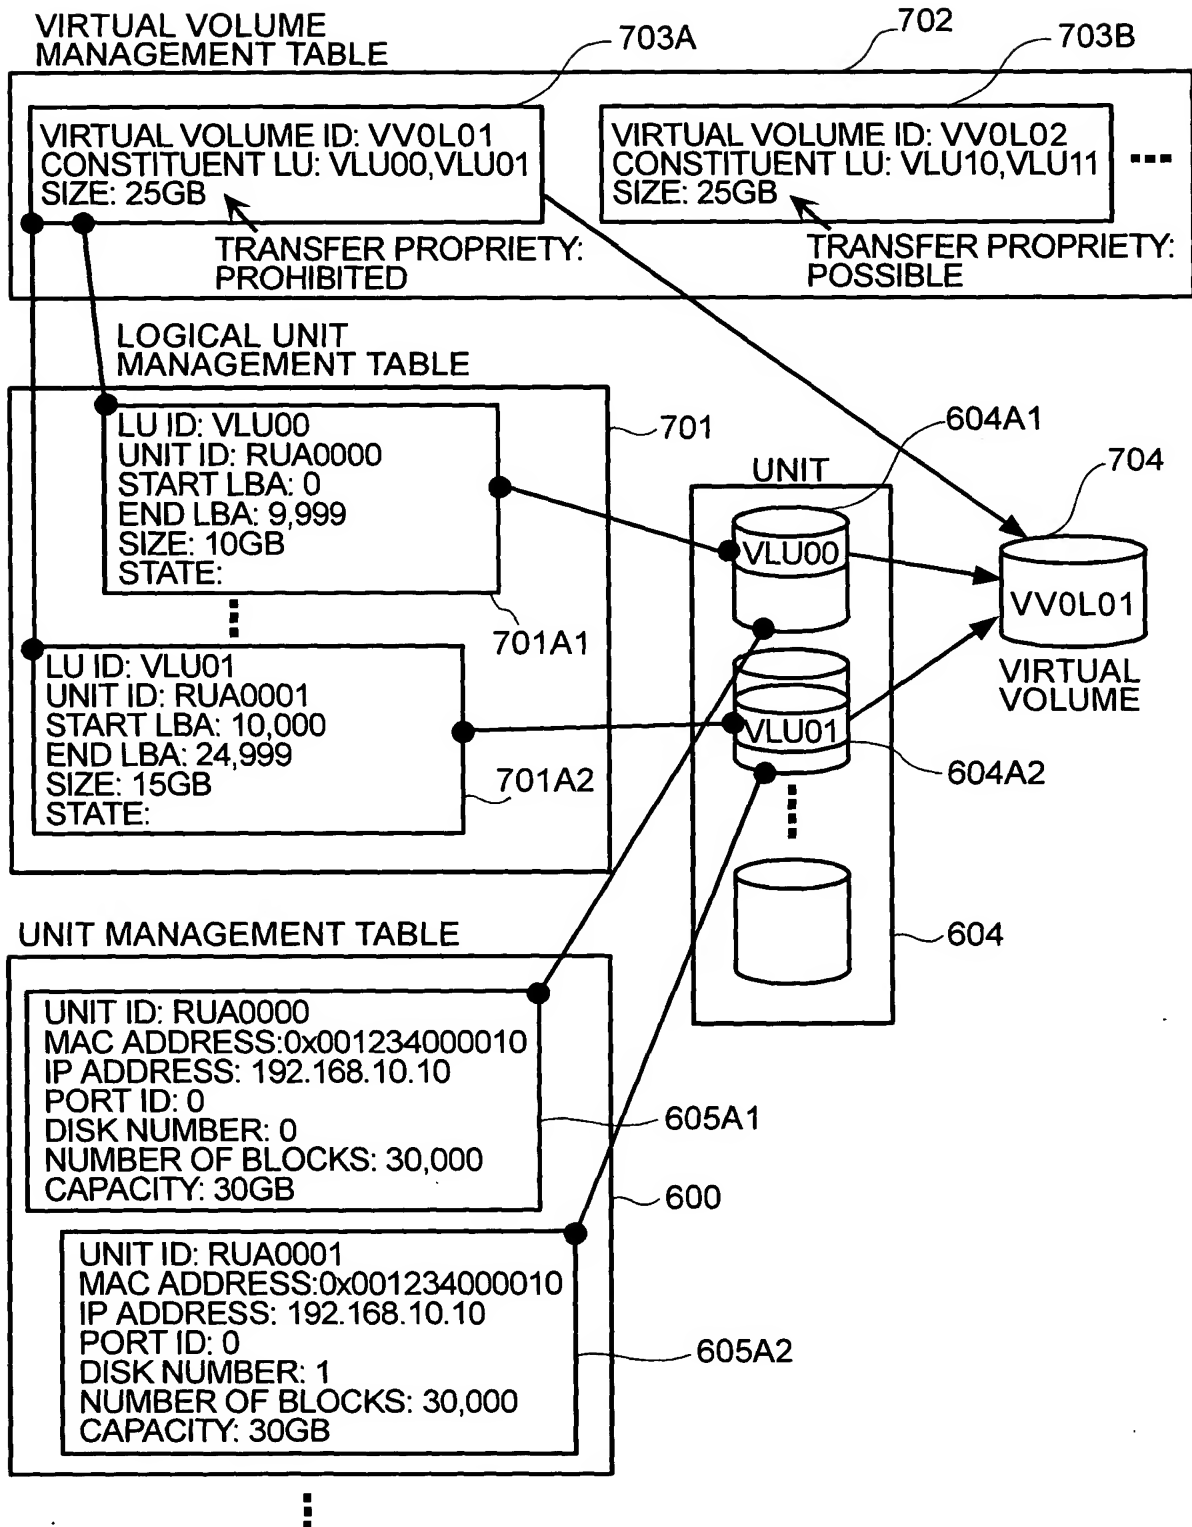 VIRTUAL VOLUME
MANAGEMENT TABLE
703A
702
703B
VIRTUAL VOLUME ID: VV0L01
CONSTITUENT LU: VLU00,VLU01
SIZE: 25GB
TRANSFER PROPRIETY:
PROHIBITED
VIRTUAL VOLUME ID: VV0L02
CONSTITUENT LU: VLU10,VLU11
SIZE: 25GB
TRANSFER PROPRIETY:
POSSIBLE
LOGICAL UNIT
MANAGEMENT TABLE
701
LU ID: VLU00
UNIT ID: RUA0000
START LBA: 0
END LBA: 9,999
SIZE: 10GB
STATE:
701A1
LU ID: VLU01
UNIT ID: RUA0001
START LBA: 10,000
END LBA: 24,999
SIZE: 15GB
STATE:
701A2
UNIT
604A1
VLU00
VLU01
604A2
604
704
VV0L01
VIRTUAL
VOLUME
UNIT MANAGEMENT TABLE
UNIT ID: RUA0000
MAC ADDRESS:0x001234000010
IP ADDRESS: 192.168.10.10
PORT ID: 0
DISK NUMBER: 0
NUMBER OF BLOCKS: 30,000
CAPACITY: 30GB
605A1
600
UNIT ID: RUA0001
MAC ADDRESS:0x001234000010
IP ADDRESS: 192.168.10.10
PORT ID: 0
DISK NUMBER: 1
NUMBER OF BLOCKS: 30,000
CAPACITY: 30GB
605A2